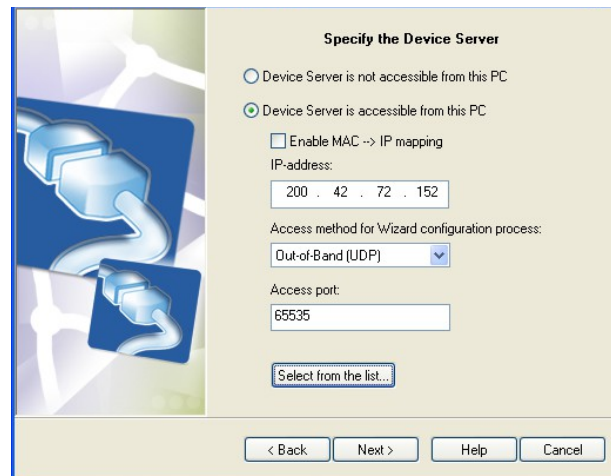 Specify the Device Server
Device Server is not accessible from this PC
Device Server is accessible from this PC
Enable MAC --> IP mapping
IP-address:
200 . 42 . 72 . 152
Access method for Wizard configuration process:
Out-of-Band (UDP)
Access port:
65535
Select from the list...
< Back Next > Help Cancel